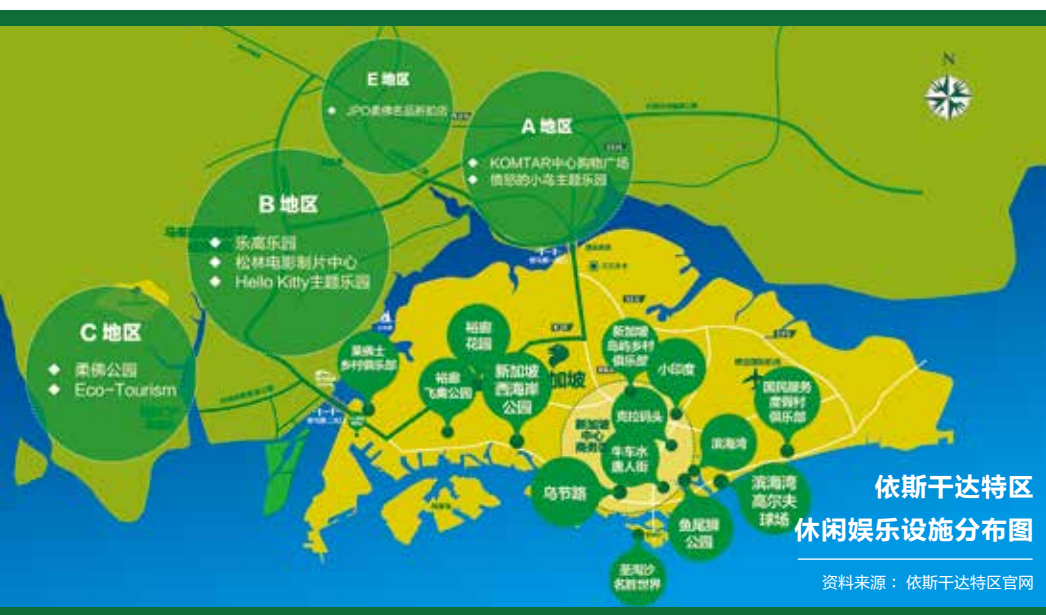 E 地区
◆ JPO柔佛名品折扣店
A 地区
◆ KOMTAR中心购物广场
◆ 愤怒的小鸟主题乐园
N
B 地区
◆ 乐高乐园
◆ 松林电影制片中心
◆ Hello Kitty主题乐园
C 地区
◆ 柔佛公园
◆ Eco-Tourism
莱佛士
乡村俱乐部
裕廊
花园
裕廊
飞禽公园
新加坡
西海岸
公园
加坡
新加坡
岛屿乡村
俱乐部
小印度
国民服务
度假村
俱乐部
克拉码头
新加坡
中心
商务
牛车水
唐人街
滨海湾
乌节路
鱼尾狮
公园
滨海湾
高尔夫
球场
圣淘沙
名胜世界
依斯干达特区
休闲娱乐设施分布图
资料来源：依斯干达特区官网